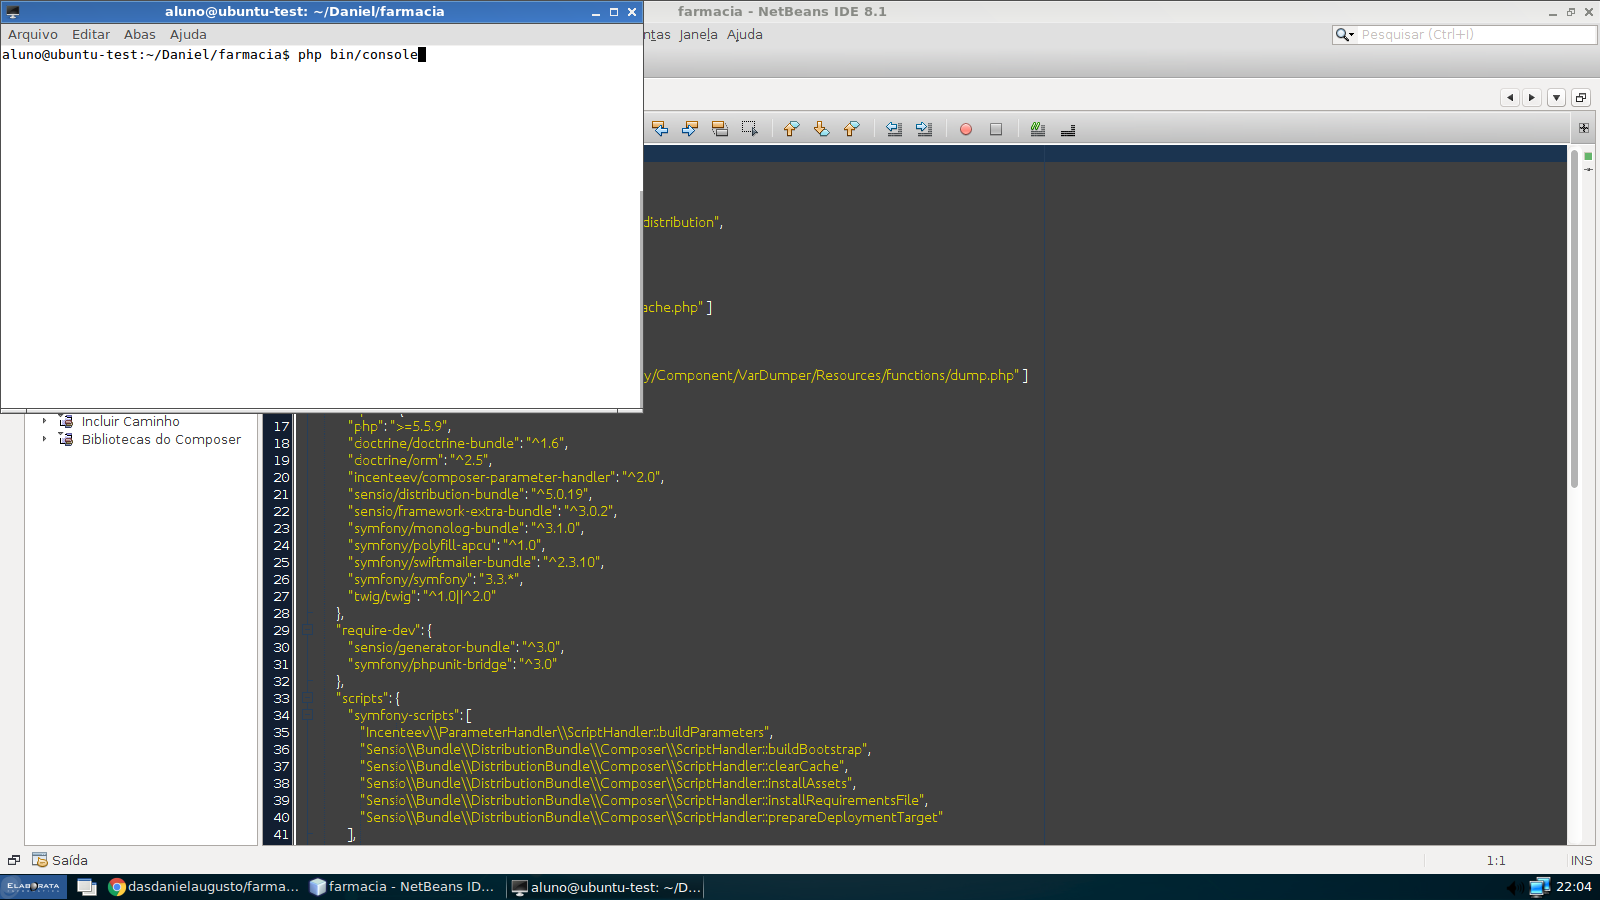 aluno@ubuntu-test: ~/Daniel/farmacia
farmacia - NetBeans IDE 8.1
Arquivo Editar Abas Ajuda
ntas Janela Ajuda
Pesquisar (Ctrl+I)
aluno@ubuntu-test:~/Daniel/farmacia$ php bin/console
distribution",
ache.php" ]
y/Component/VarDumper/Resources/functions/dump.php" ]
Incluir Caminho
Bibliotecas do Composer
17 "php": ">=5.5.9",
18 "doctrine/doctrine-bundle": "^1.6",
19 "doctrine/orm": "^2.5",
20 "incenteev/composer-parameter-handler": "^2.0",
21 "sensio/distribution-bundle": "^5.0.19",
22 "sensio/framework-extra-bundle": "^3.0.2",
23 "symfony/monolog-bundle": "^3.1.0",
24 "symfony/polyfill-apcu": "^1.0",
25 "symfony/swiftmailer-bundle": "^2.3.10",
26 "symfony/symfony": "3.3.*",
27 "twig/twig": "^1.0||^2.0"
28 },
29 "require-dev": {
30 "sensio/generator-bundle": "^3.0",
31 "symfony/phpunit-bridge": "^3.0"
32 },
33 "scripts": {
34 "symfony-scripts": [
35 "Incenteev\\ParameterHandler\\ScriptHandler::buildParameters",
36 "Sensio\\Bundle\\DistributionBundle\\Composer\\ScriptHandler::buildBootstrap",
37 "Sensio\\Bundle\\DistributionBundle\\Composer\\ScriptHandler::clearCache",
38 "Sensio\\Bundle\\DistributionBundle\\Composer\\ScriptHandler::installAssets",
39 "Sensio\\Bundle\\DistributionBundle\\Composer\\ScriptHandler::installRequirementsFile",
40 "Sensio\\Bundle\\DistributionBundle\\Composer\\ScriptHandler::prepareDeploymentTarget"
41 ],
Saída
1:1 INS
ELABORATA
dasdanielaugusto/farma...
farmacia - NetBeans ID...
aluno@ubuntu-test: ~/D...
22:04